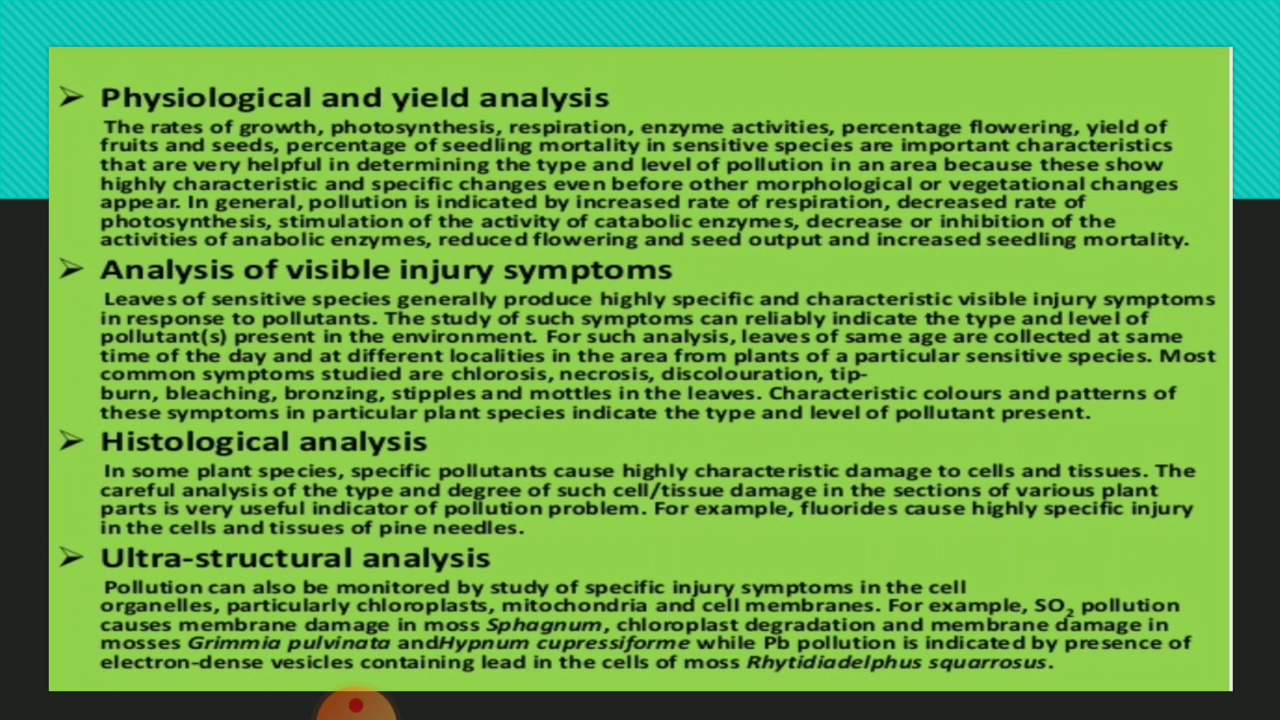 Physiological and yield analysis
The rates of growth, photosynthesis, respiration, enzyme activities, percentage flowering, yield of
fruits and seeds, percentage of seedling mortality in sensitive species are important characteristics
that are very helpful in determining the type and level of pollution in an area because these show
highly characteristic and specific changes even before other morphological or vegetational changes
appear. In general, pollution is indicated by increased rate of respiration, decreased rate of
photosynthesis, stimulation of the activity of catabolic enzymes, decrease or inhibition of the
activities of anabolic enzymes, reduced flowering and seed output and increased seedling mortality.
Analysis of visible injury symptoms
Leaves of sensitive species generally produce highly specific and characteristic visible injury symptoms
in response to pollutants. The study of such symptoms can reliably indicate the type and level of
pollutant(s) present in the environment. For such analysis, leaves of same age are collected at same
time of the day and at different localities in the area from plants of a particular sensitive species. Most
common symptoms studied are chlorosis, necrosis, discolouration, tip-
burn, bleaching, bronzing, stipples and mottles in the leaves. Characteristic colours and patterns of
these symptoms in particular plant species indicate the type and level of pollutant present.
Histological analysis
In some plant species, specific pollutants cause highly characteristic damage to cells and tissues. The
careful analysis of the type and degree of such cell/tissue damage in the sections of various plant
parts is very useful indicator of pollution problem. For example, fluorides cause highly specific injury
in the cells and tissues of pine needles.
Ultra-structural analysis
Pollution can also be monitored by study of specific injury symptoms in the cell
organelles, particularly chloroplasts, mitochondria and cell membranes. For example, SO₂ pollution
causes membrane damage in moss Sphagnum, chloroplast degradation and membrane damage in
mosses Grimmia pulvinata andHypnum cupressiforme while Pb pollution is indicated by presence of
electron-dense vesicles containing lead in the cells of moss Rhytidiadelphus squarrosus.